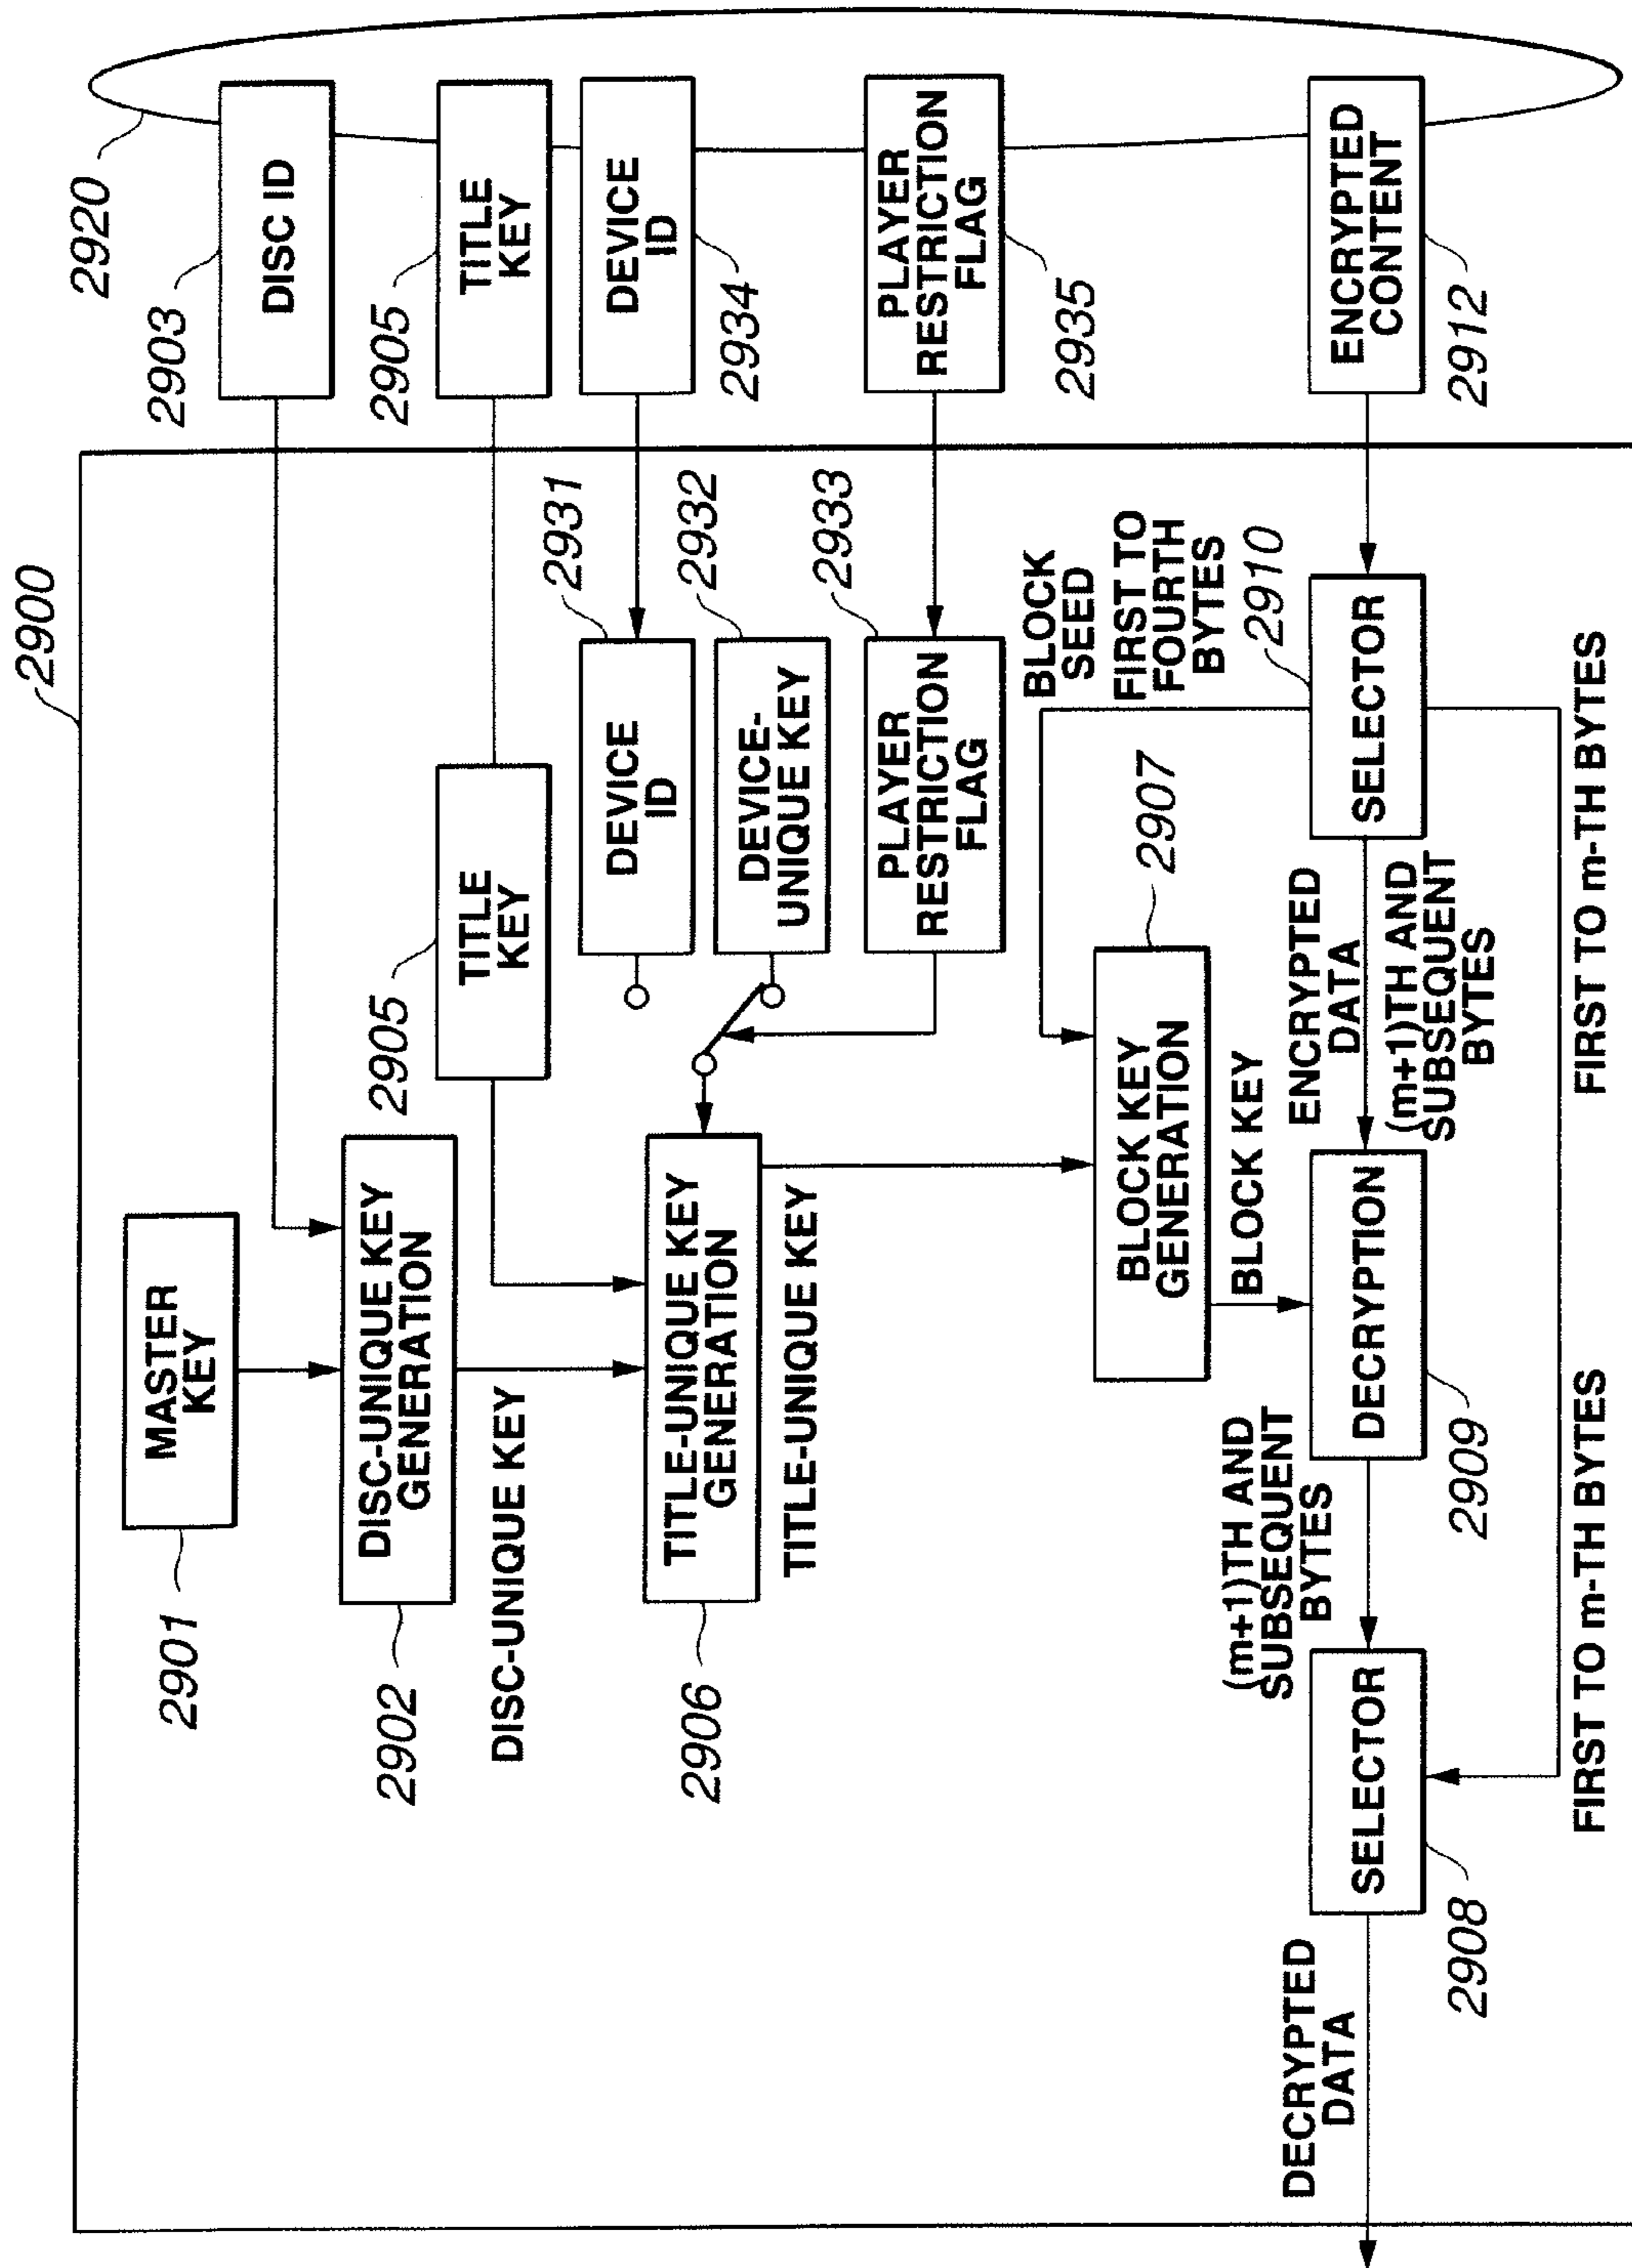 2900
2920
2903
DISC ID
2905
TITLE
KEY
DEVICE
ID
2934
PLAYER
RESTRICTION
FLAG
2935
ENCRYPTED
CONTENT
2912
MASTER
KEY
2901
DISC-UNIQUE KEY
GENERATION
2902
DISC-UNIQUE KEY
2905
TITLE
KEY
2931
DEVICE
ID
2932
DEVICE-
UNIQUE KEY
2933
PLAYER
RESTRICTION
FLAG
TITLE-UNIQUE KEY
GENERATION
2906
TITLE-UNIQUE KEY
BLOCK
SEED
FIRST TO
FOURTH
BYTES
2910
SELECTOR
2907
BLOCK KEY
GENERATION
BLOCK KEY
ENCRYPTED
DATA
(m+1)TH AND
SUBSEQUENT
BYTES
DECRYPTION
2909
(m+1)TH AND
SUBSEQUENT
BYTES
SELECTOR
2908
DECRYPTED
DATA
FIRST TO m-TH BYTES
FIRST TO m-TH BYTES